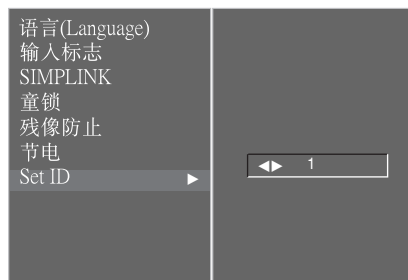 语言(Language)
输入标志
SIMPLINK
童锁
残像防止
节电
Set ID ▶
◀▶ 1